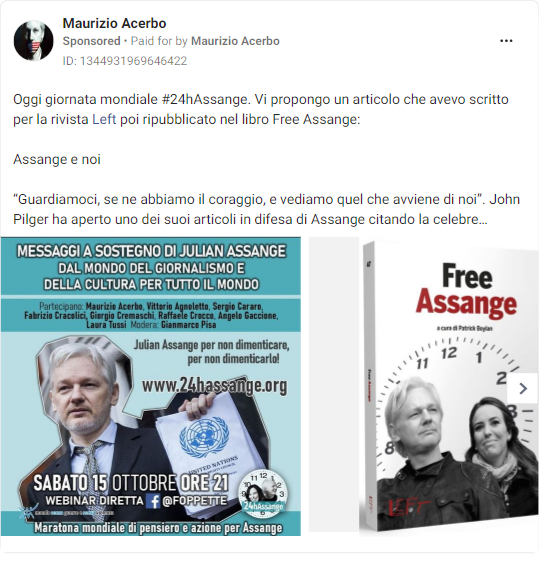 Maurizio Acerbo
Sponsored • Paid for by Maurizio Acerbo
ID: 1344931969646422
Oggi giornata mondiale #24hAssange. Vi propongo un articolo che avevo scritto
per la rivista Left poi ripubblicato nel libro Free Assange:
Assange e noi
“Guardiamoci, se ne abbiamo il coraggio, e vediamo quel che avviene di noi”. John
Pilger ha aperto uno dei suoi articoli in difesa di Assange citando la celebre...
MESSAGGI A SOSTEGNO DI JULIAN ASSANGE
DAL MONDO DEL GIORNALISMO E
DELLA CULTURA PER TUTTO IL MONDO
Partecipano: Maurizio Acerbo, Vittorio Agnoletto, Sergio Cararo,
Fabrizio Cracolici, Giorgio Cremaschi, Raffaele Crocco, Angelo Gaccione,
Laura Tussi Modera: Gianmarco Pisa
Julian Assange per non dimenticare,
per non dimenticarlo!
www.24hassange.org
UNITED NATIONS
SABATO 15 OTTOBRE ORE 21
WEBINAR DIRETTA f @FOPPETTE
24hAssange
Maratona mondiale di pensiero e azione per Assange
Free
Assange
a cura di Patrick Boylan
11 12 1
2
3
8
Free Assange
LEFT